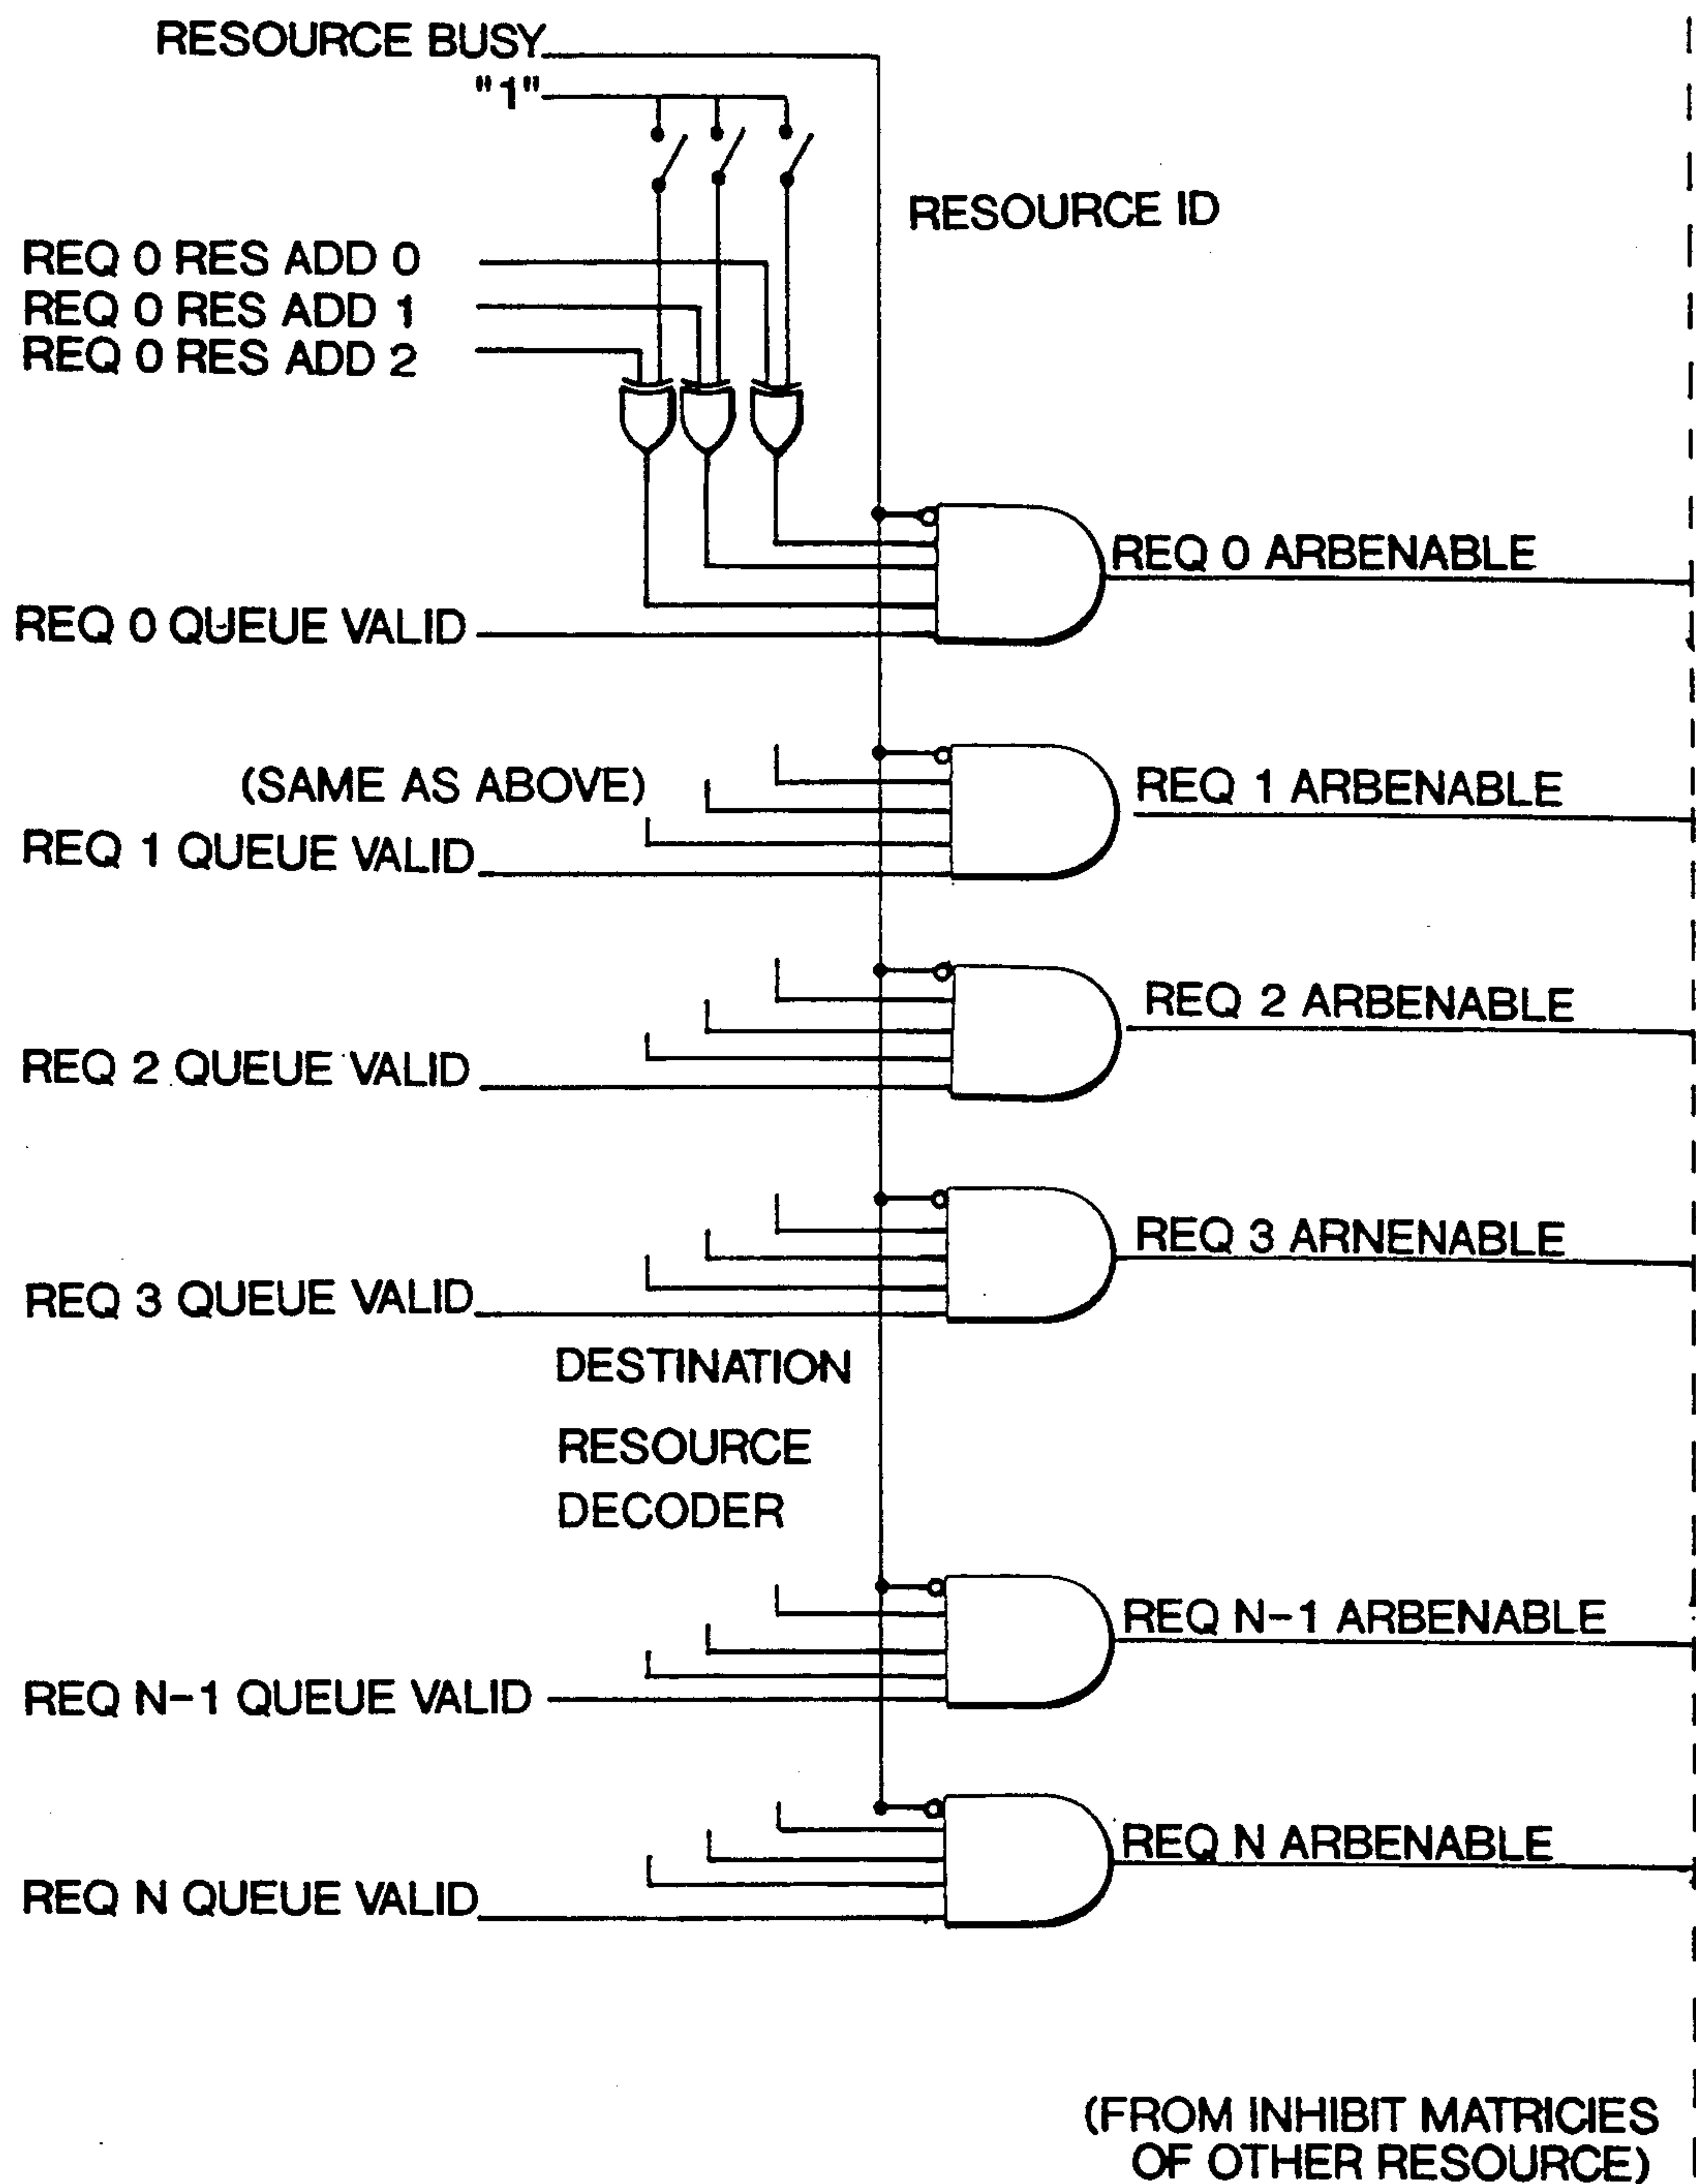 RESOURCE BUSY
"1"
RESOURCE ID
REQ 0 RES ADD 0
REQ 0 RES ADD 1
REQ 0 RES ADD 2
REQ 0 ARBENABLE
REQ 0 QUEUE VALID
(SAME AS ABOVE)
REQ 1 ARBENABLE
REQ 1 QUEUE VALID
REQ 2 ARBENABLE
REQ 2 QUEUE VALID
REQ 3 ARNENABLE
REQ 3 QUEUE VALID
DESTINATION
RESOURCE
DECODER
REQ N-1 ARBENABLE
REQ N-1 QUEUE VALID
REQ N ARBENABLE
REQ N QUEUE VALID
(FROM INHIBIT MATRICIES
OF OTHER RESOURCE)